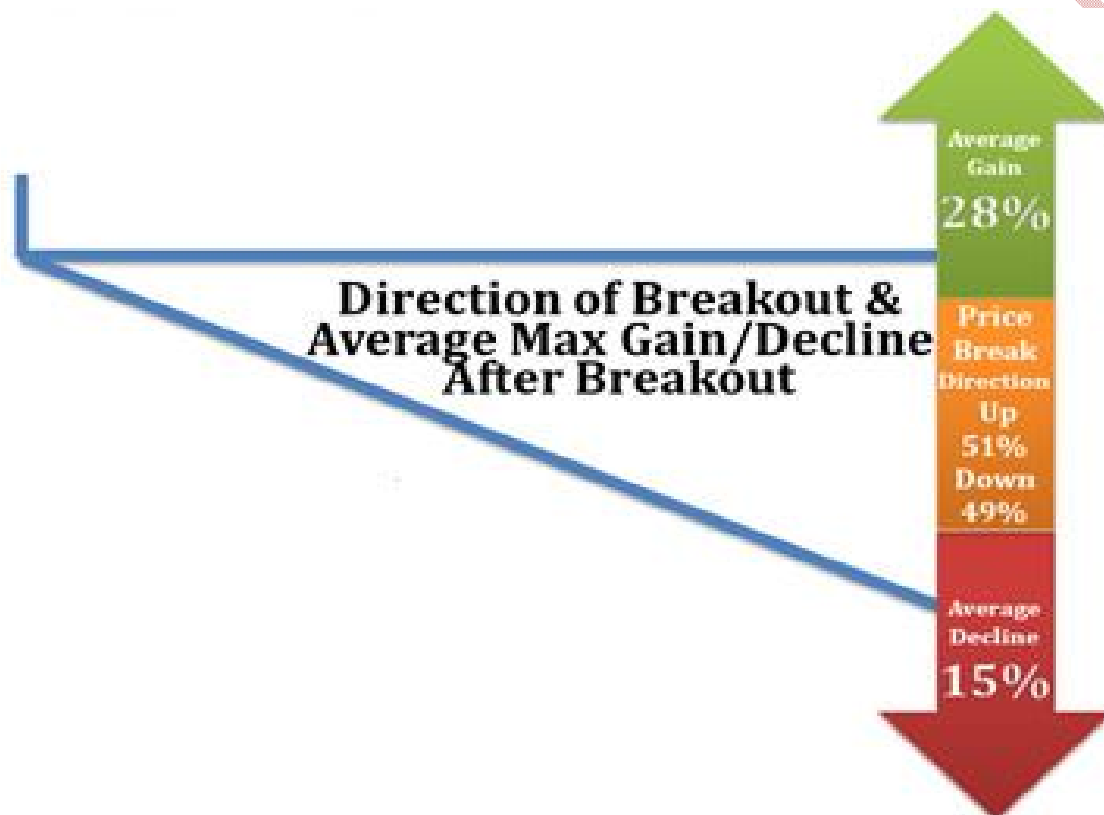 Average
Gain
28%
Direction of Breakout &
Average Max Gain/Decline
After Breakout
Price
Break
Direction
Up
51%
Down
49%
Average
Decline
15%